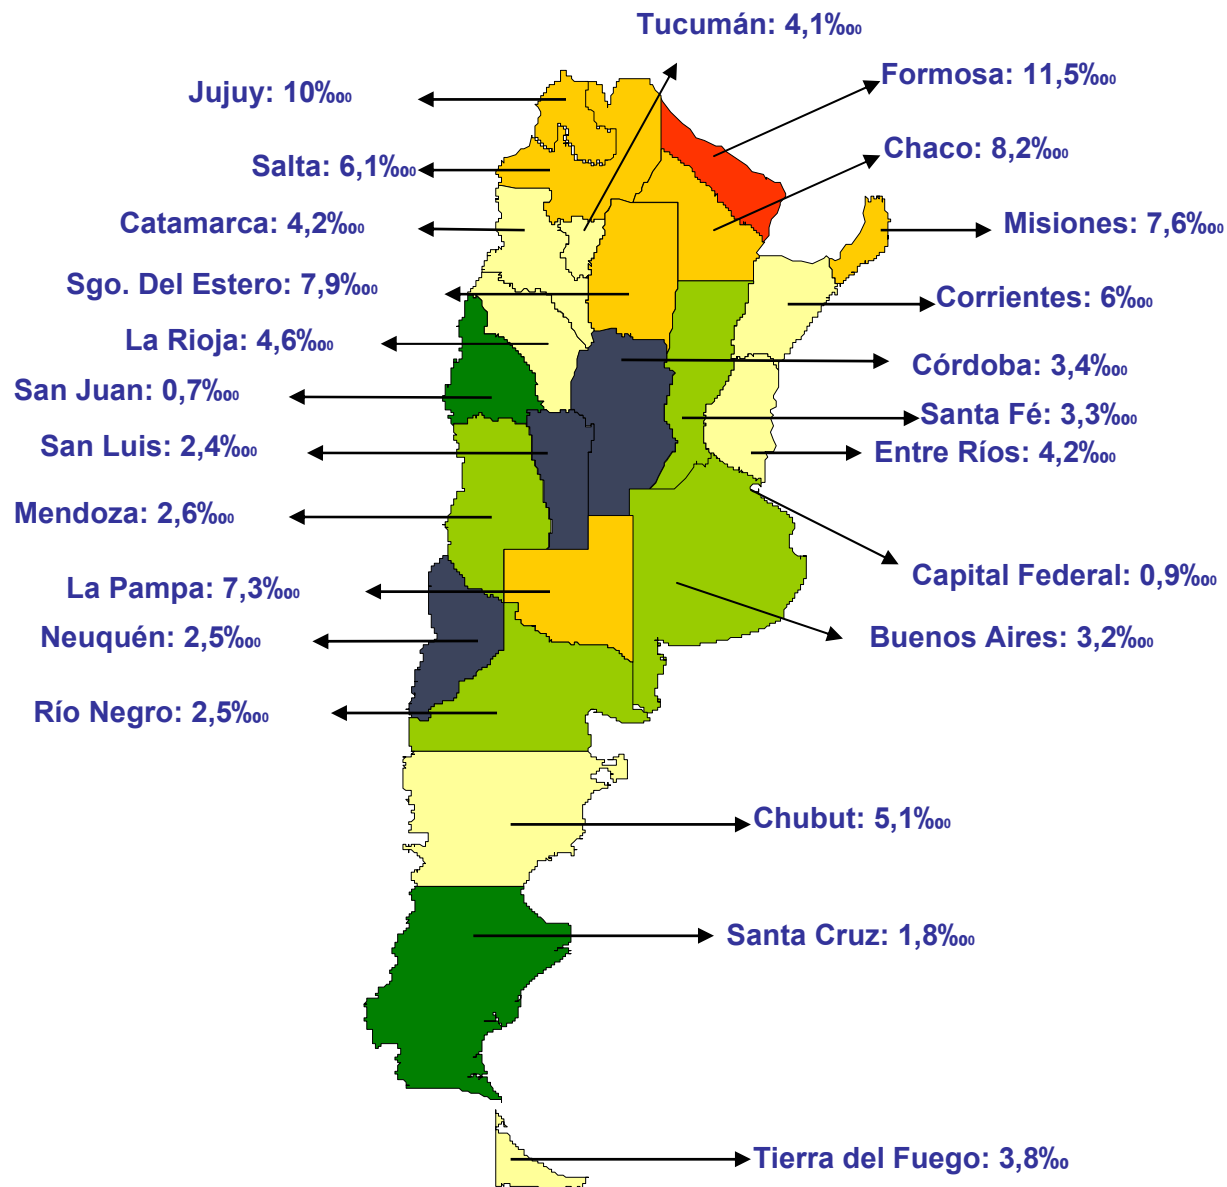 Tucumán: 4,1‱
Formosa: 11,5‱
Jujuy: 10‱
Chaco: 8,2‱
Salta: 6,1‱
Catamarca: 4,2‱
Misiones: 7,6‱
Sgo. Del Estero: 7,9‱
Corrientes: 6‱
La Rioja: 4,6‱
Córdoba: 3,4‱
San Juan: 0,7‱
Santa Fé: 3,3‱
San Luis: 2,4‱
Entre Ríos: 4,2‱
Mendoza: 2,6‱
Capital Federal: 0,9‱
La Pampa: 7,3‱
Neuquén: 2,5‱
Buenos Aires: 3,2‱
Río Negro: 2,5‱
Chubut: 5,1‱
Santa Cruz: 1,8‱
Tierra del Fuego: 3,8‱